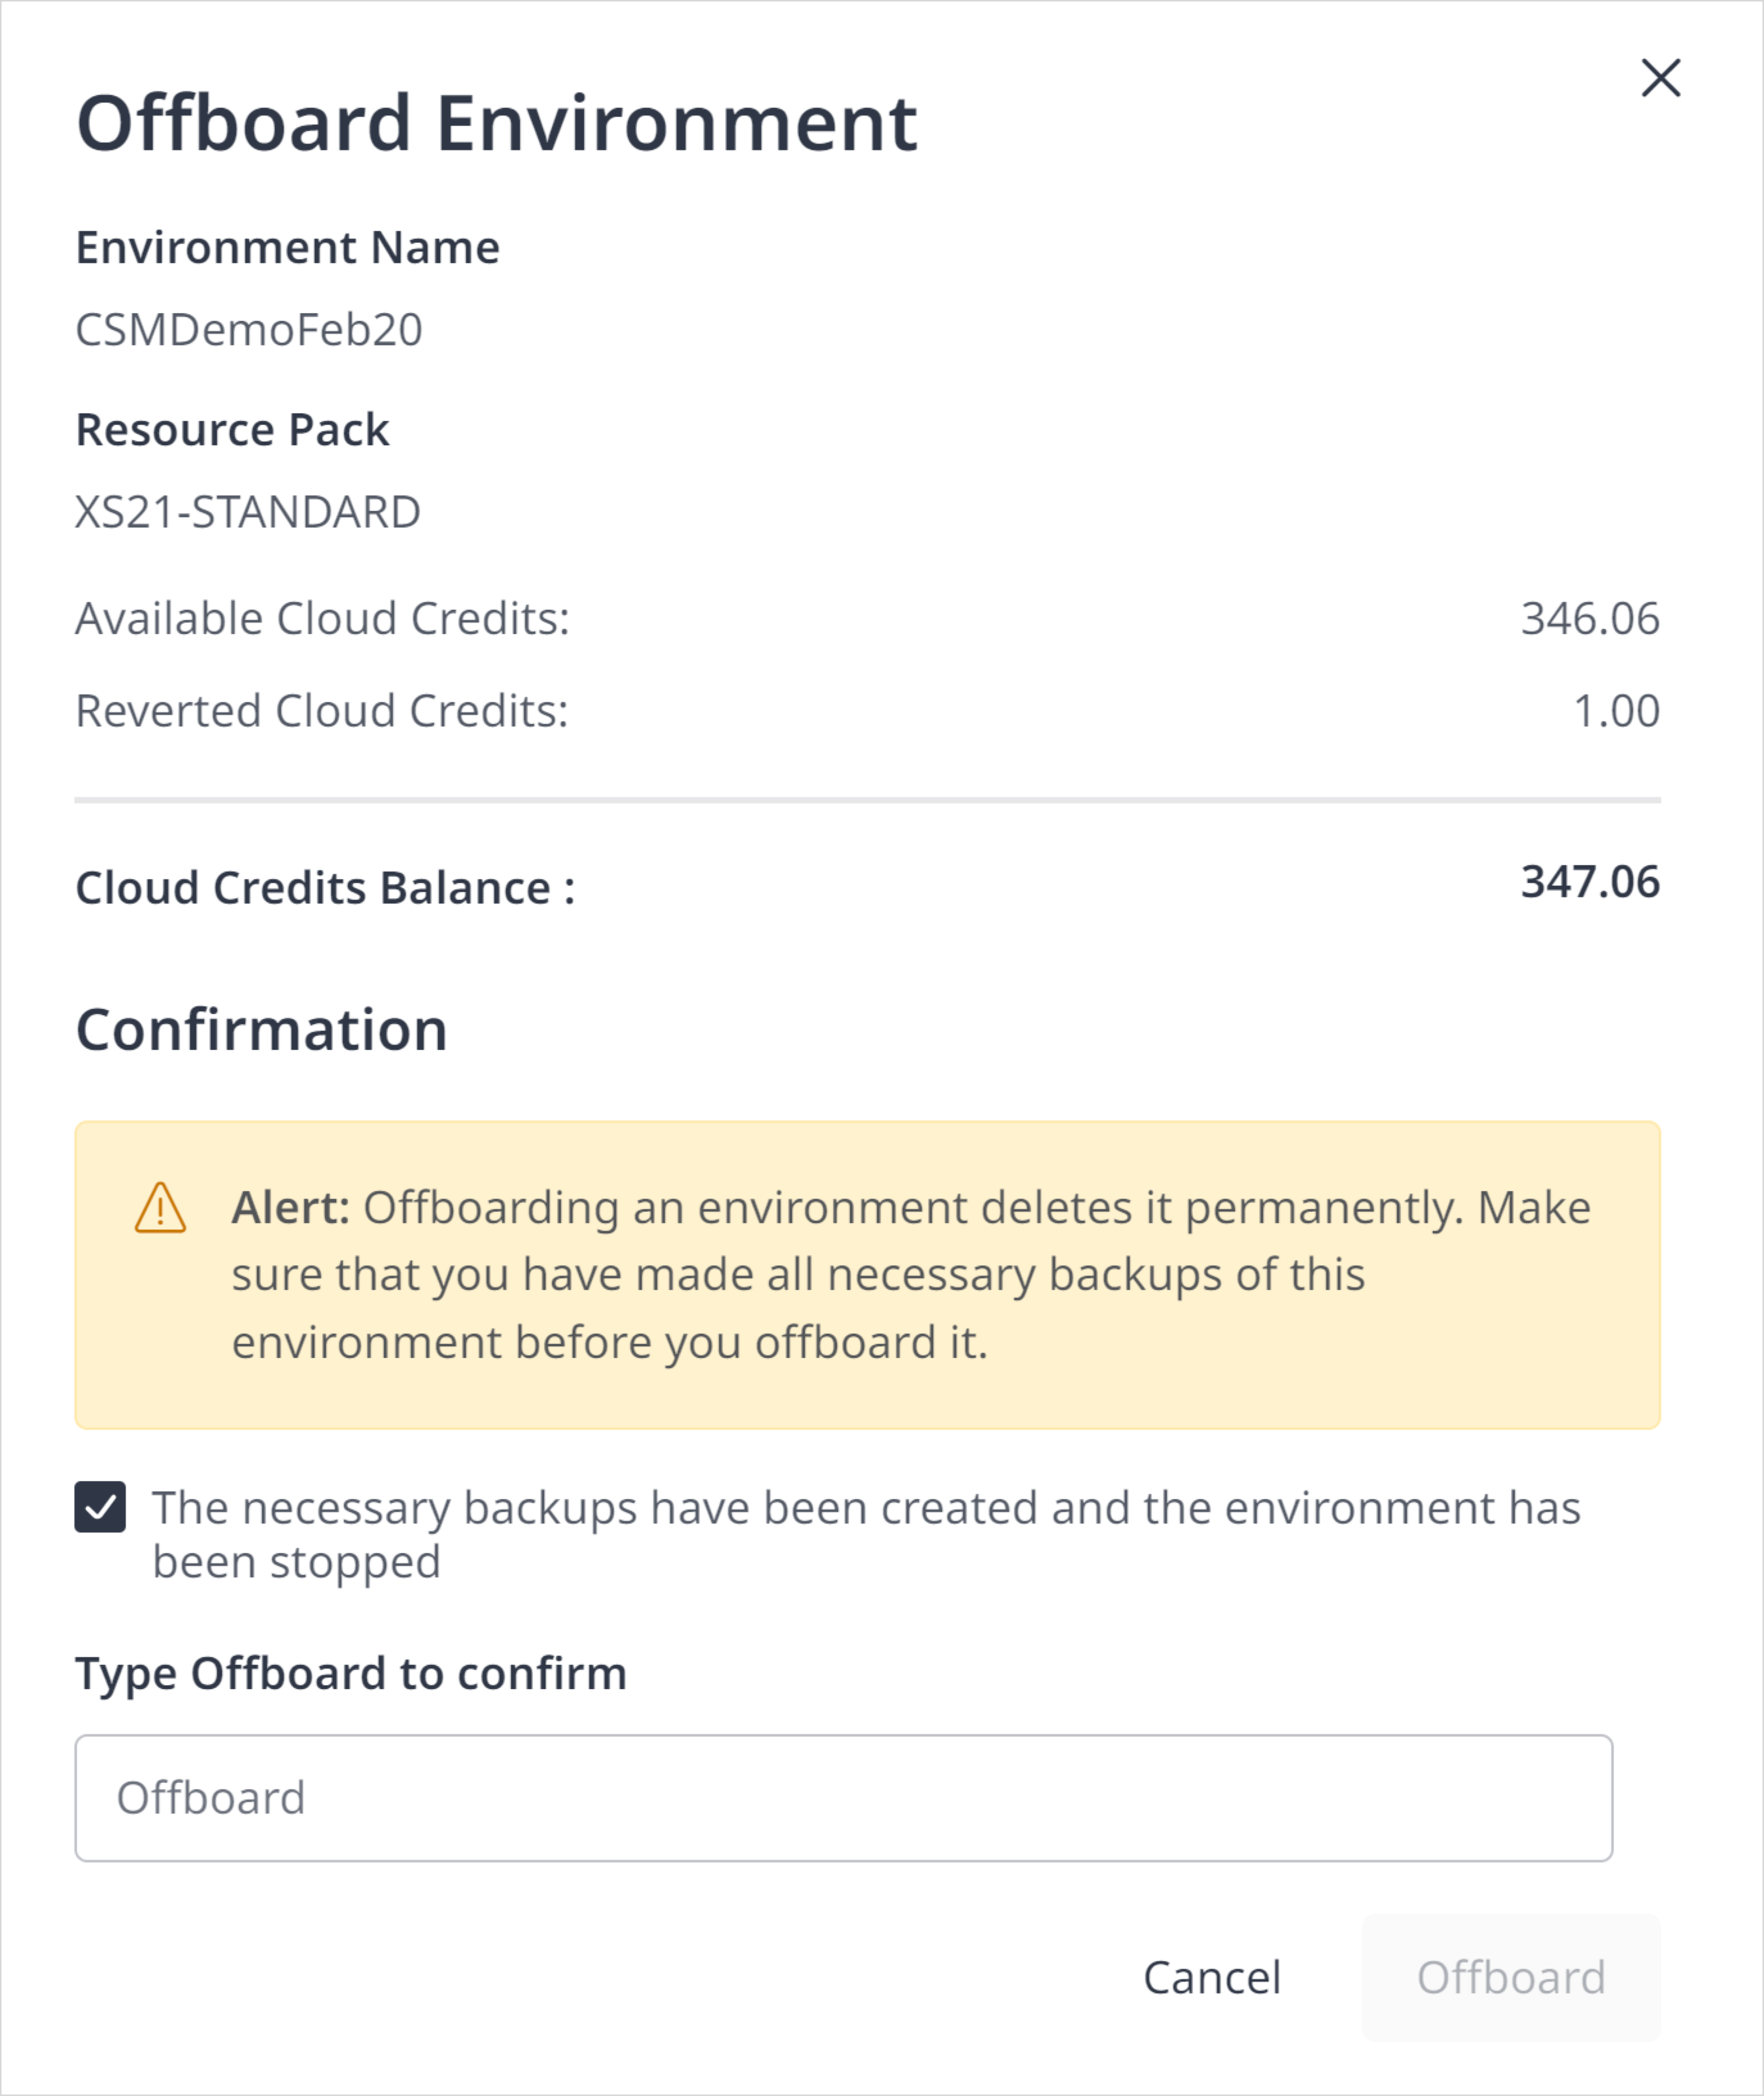 Offboard Environment
Environment Name
CSMDemoFeb20
Resource Pack
XS21-STANDARD
Available Cloud Credits: 346.06
Reverted Cloud Credits: 1.00
Cloud Credits Balance : 347.06
Confirmation
Alert: Offboarding an environment deletes it permanently. Make
sure that you have made all necessary backups of this
environment before you offboard it.
The necessary backups have been created and the environment has
been stopped
Type Offboard to confirm
Offboard
Cancel Offboard